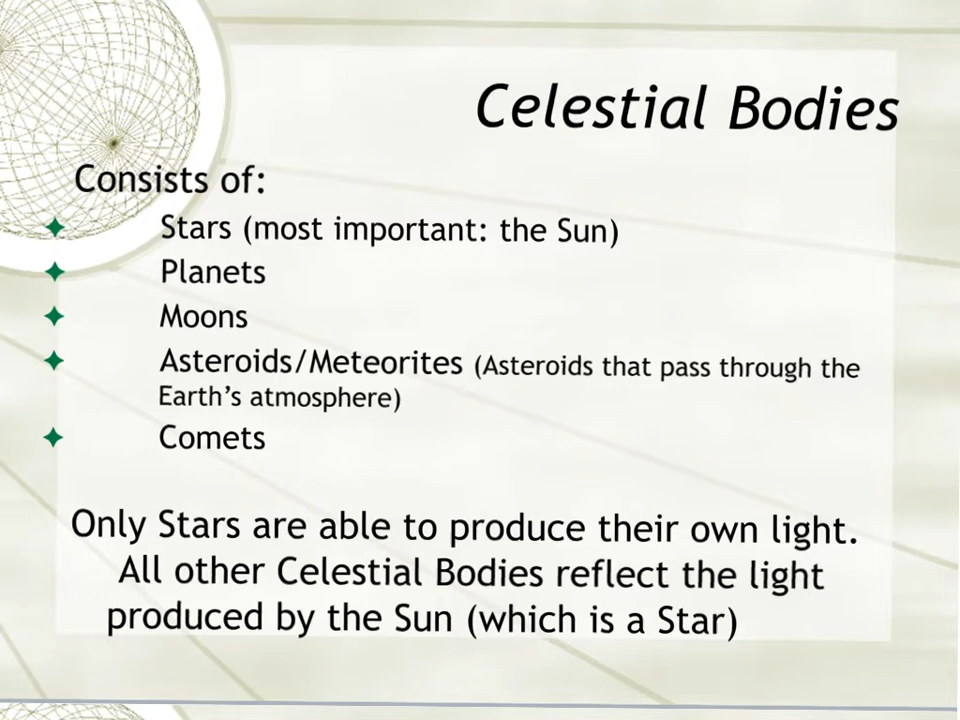 Celestial Bodies
Consists of:
Stars (most important: the Sun)
Planets
Moons
Asteroids/Meteorites (Asteroids that pass through the
Earth's atmosphere)
Comets
Only Stars are able to produce their own light.
All other Celestial Bodies reflect the light
produced by the Sun (which is a Star)